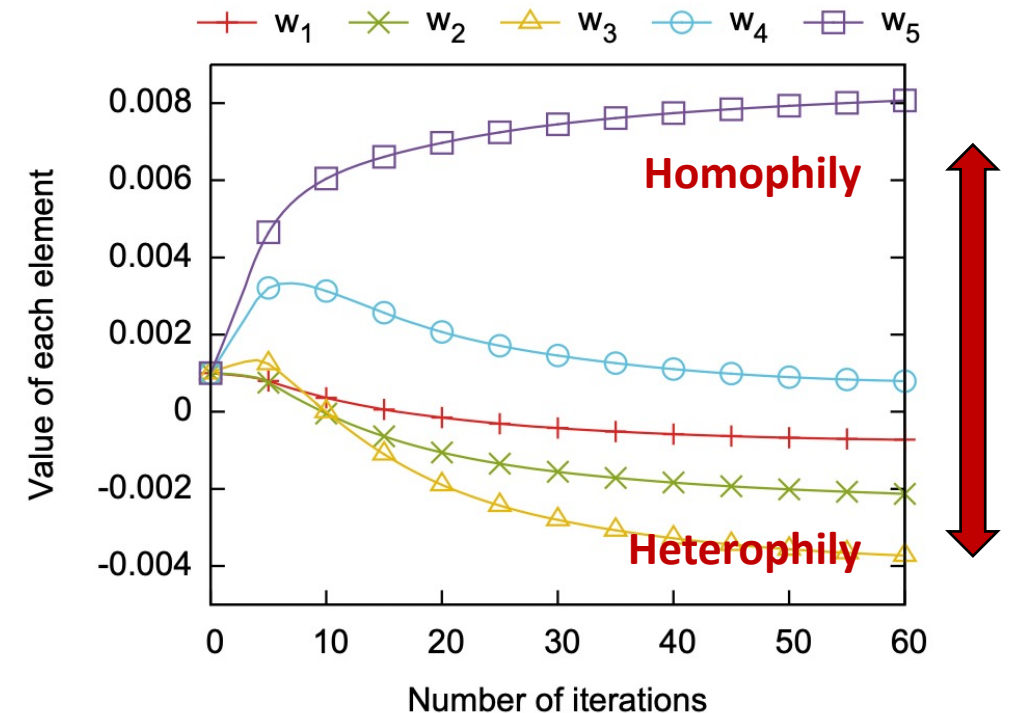 w1 w2 w3 w4 w5
0.008
0.006
0.004
0.002
0
-0.002
-0.004
Value of each element
Homophily
Heterophily
0 10 20 30 40 50 60
Number of iterations